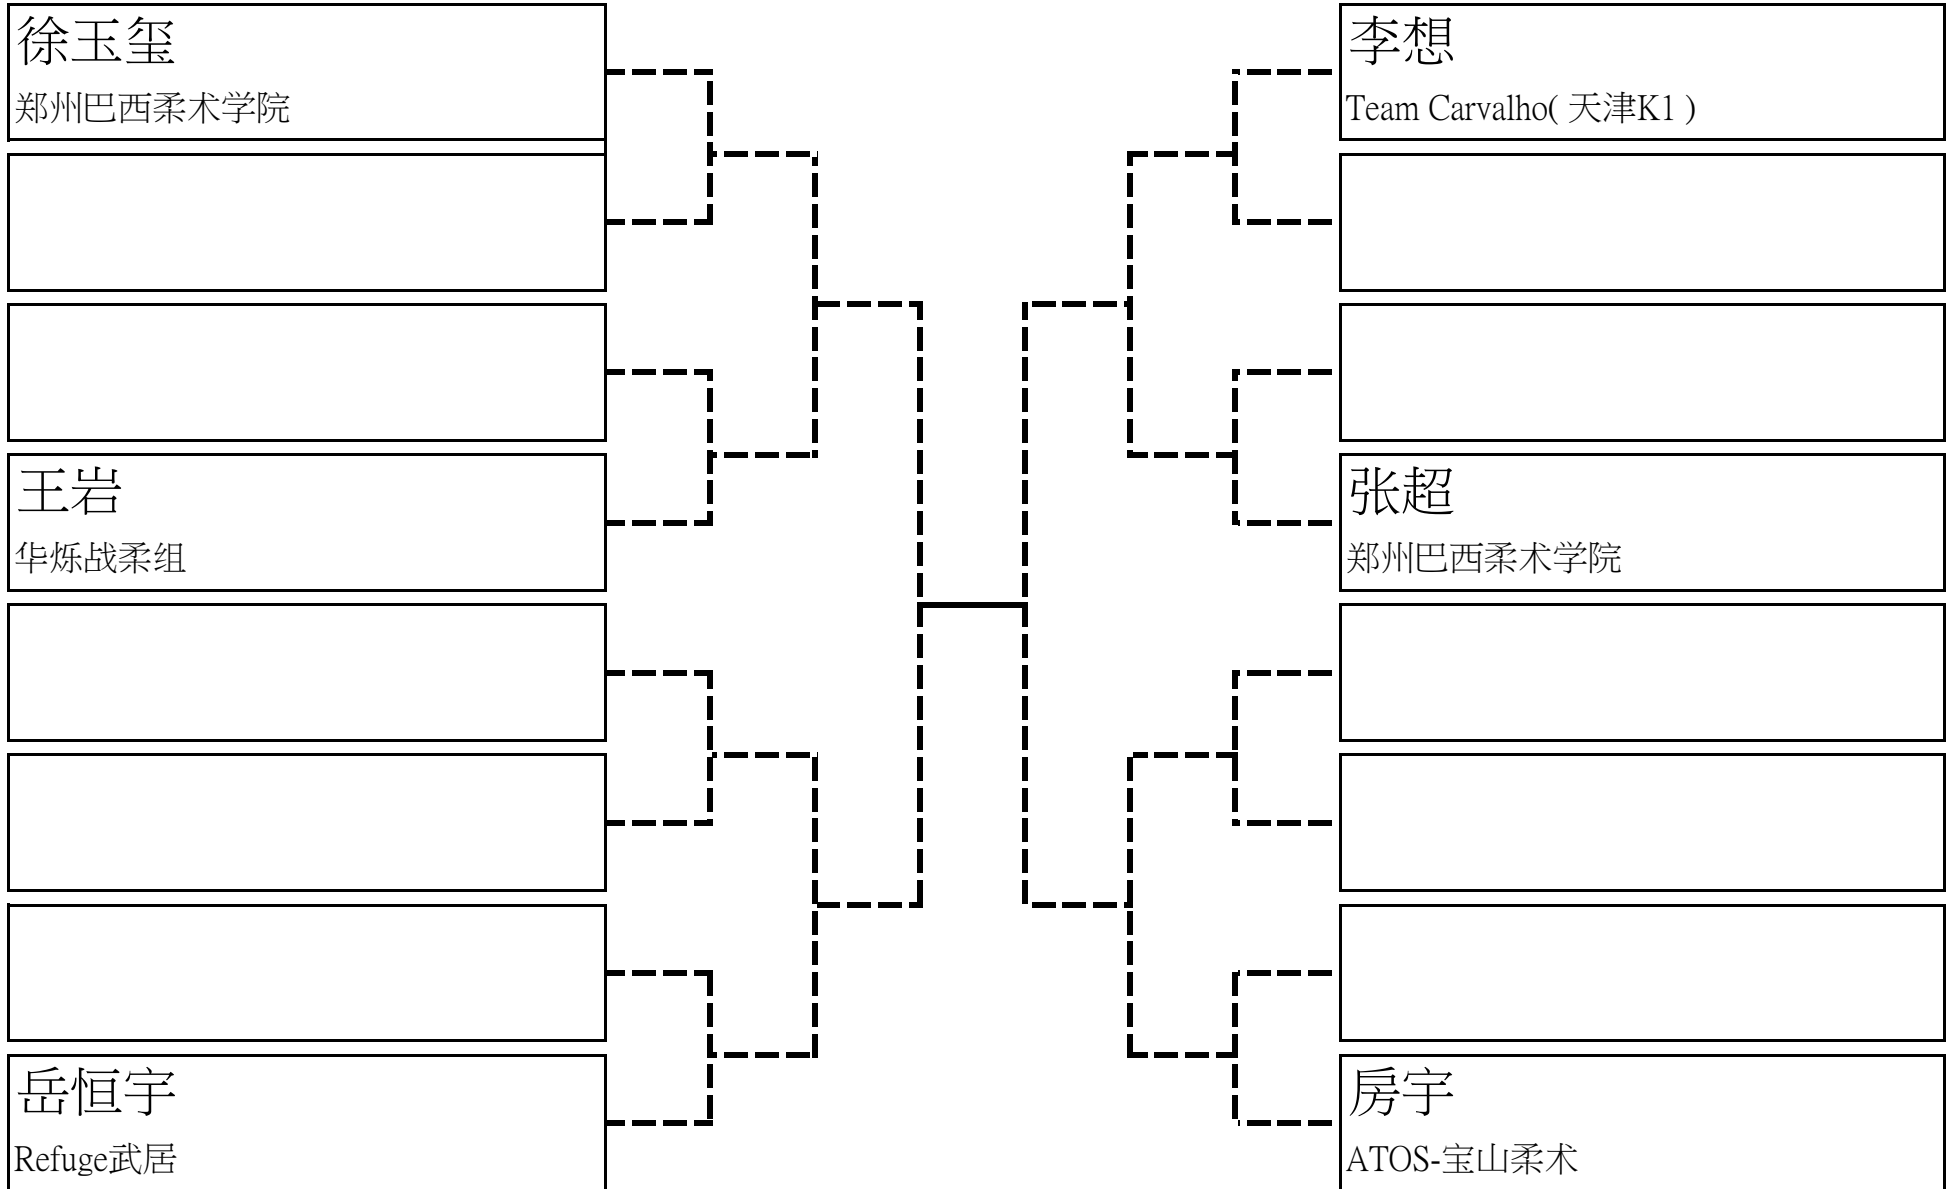 徐玉玺
郑州巴西柔术学院
王岩
华烁战柔组
岳恒宇
Refuge武居
李想
Team Carvalho( 天津K1 )
张超
郑州巴西柔术学院
房宇
ATOS-宝山柔术